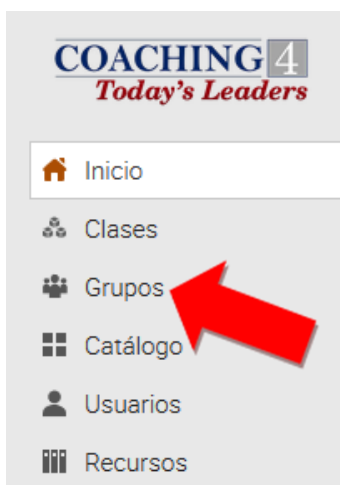 COACHING 4
Today's Leaders
Inicio
Clases
Grupos
Catálogo
Usuarios
Recursos